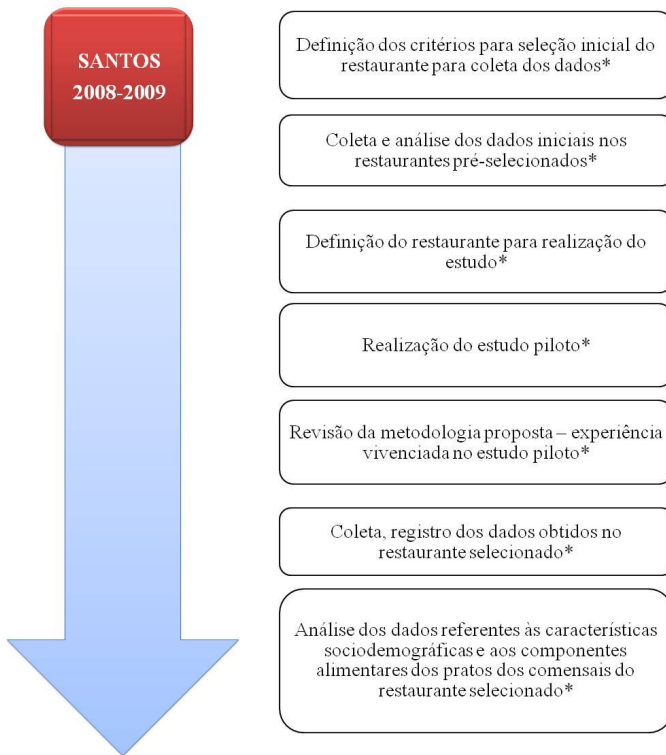 SANTOS
2008-2009
Definição dos critérios para seleção inicial do
restaurante para coleta dos dados*
Coleta e análise dos dados iniciais nos
restaurantes pré-selecionados*
Definição do restaurante para realização do
estudo*
Realização do estudo piloto*
Revisão da metodologia proposta – experiência
vivenciada no estudo piloto*
Coleta, registro dos dados obtidos no
restaurante selecionado*
Análise dos dados referentes às características
sociodemográficas e aos componentes
alimentares dos pratos dos comensais do
restaurante selecionado*